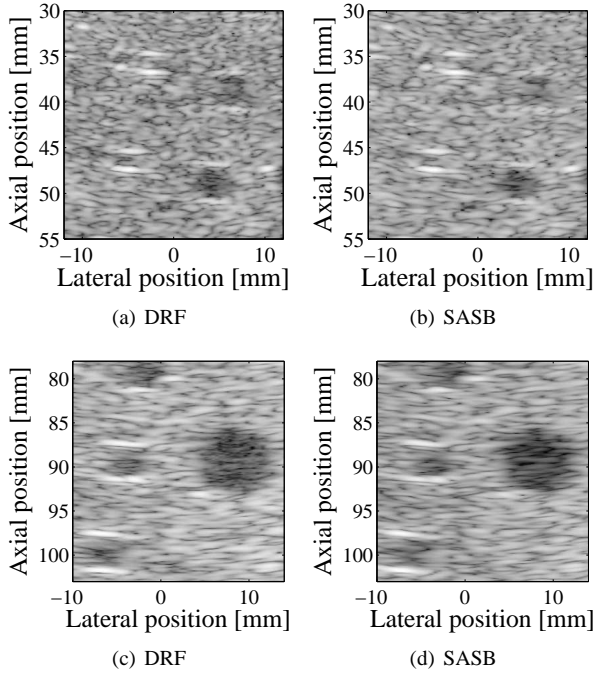 30
35
40
45
50
55
Axial position [mm]
−10 0 10
Lateral position [mm]
(a) DRF
30
35
40
45
50
55
Axial position [mm]
−10 0 10
Lateral position [mm]
(b) SASB
80
85
90
95
100
Axial position [mm]
−10 0 10
Lateral position [mm]
(c) DRF
80
85
90
95
100
Axial position [mm]
−10 0 10
Lateral position [mm]
(d) SASB